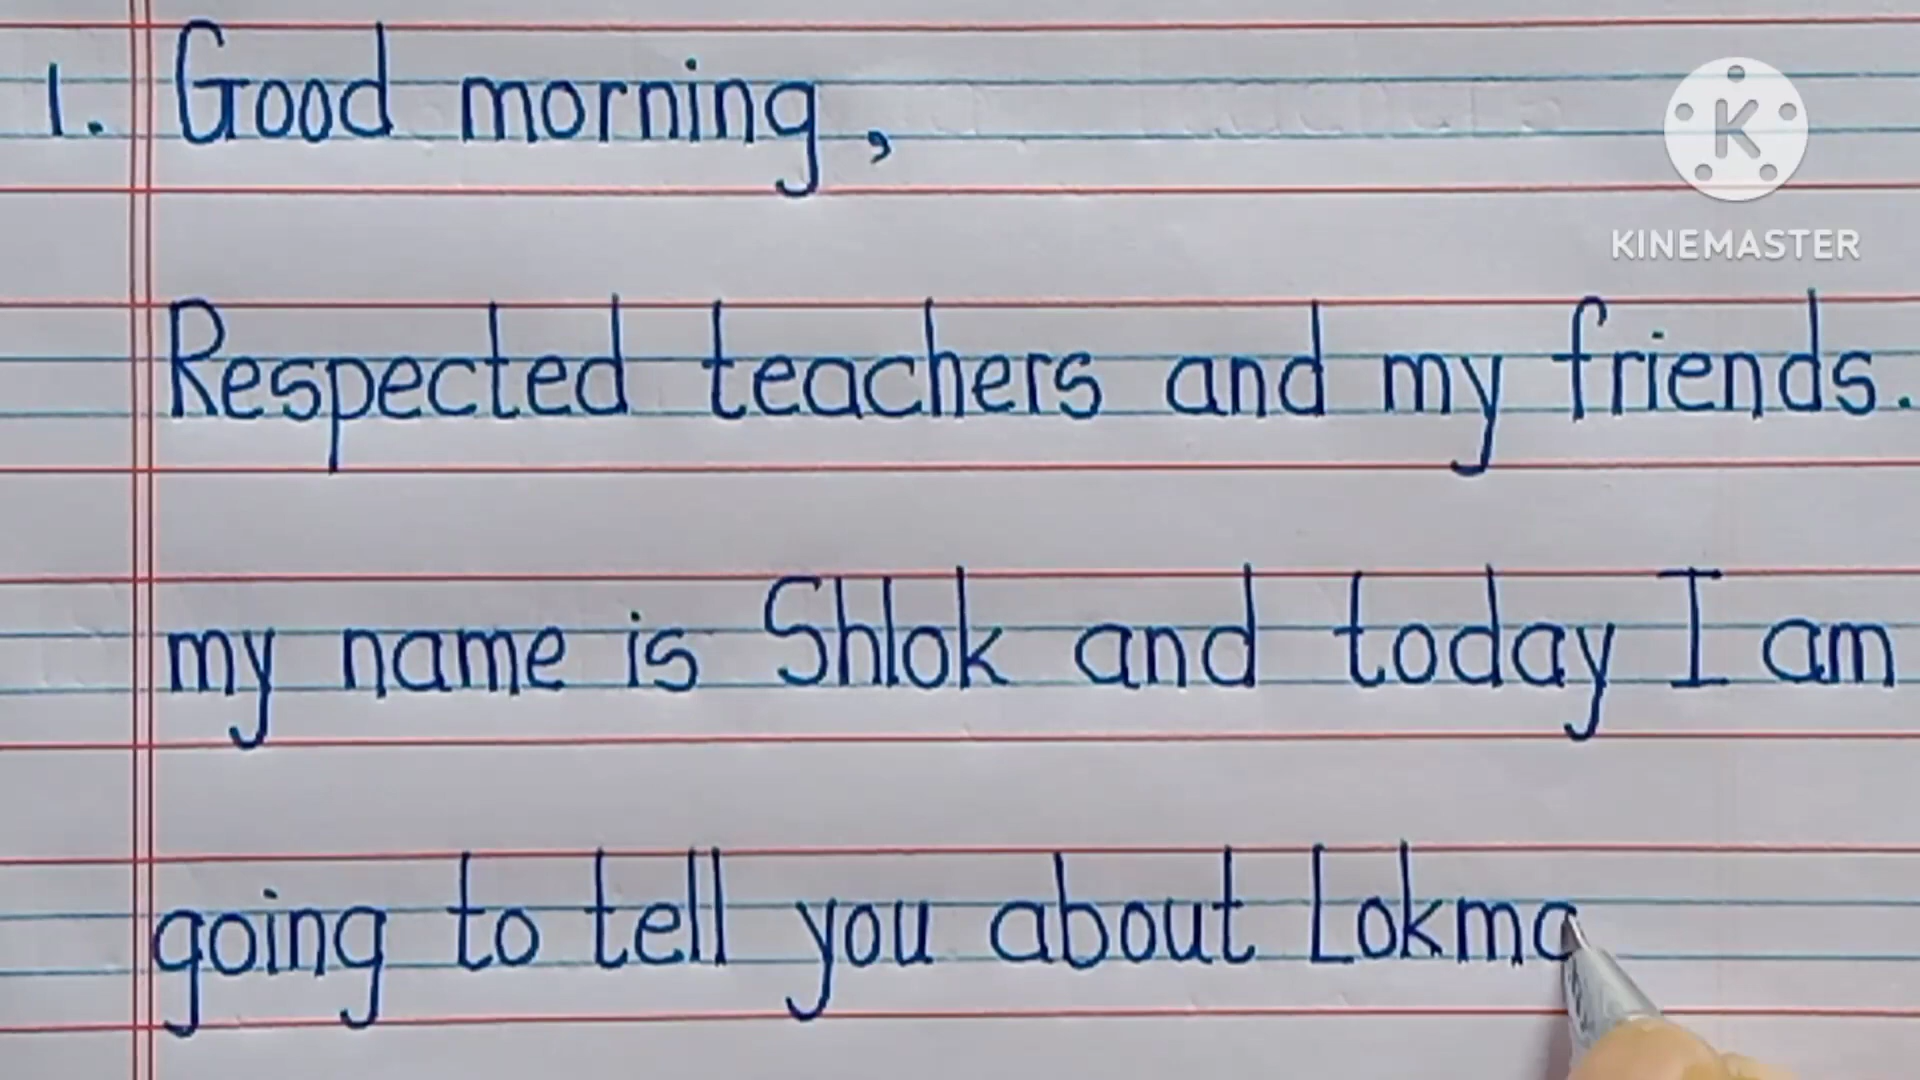 1. Good morning,
KINEMASTER
Respected teachers and my friends.
my name is Shlok and today I am
going to tell you about Lokma